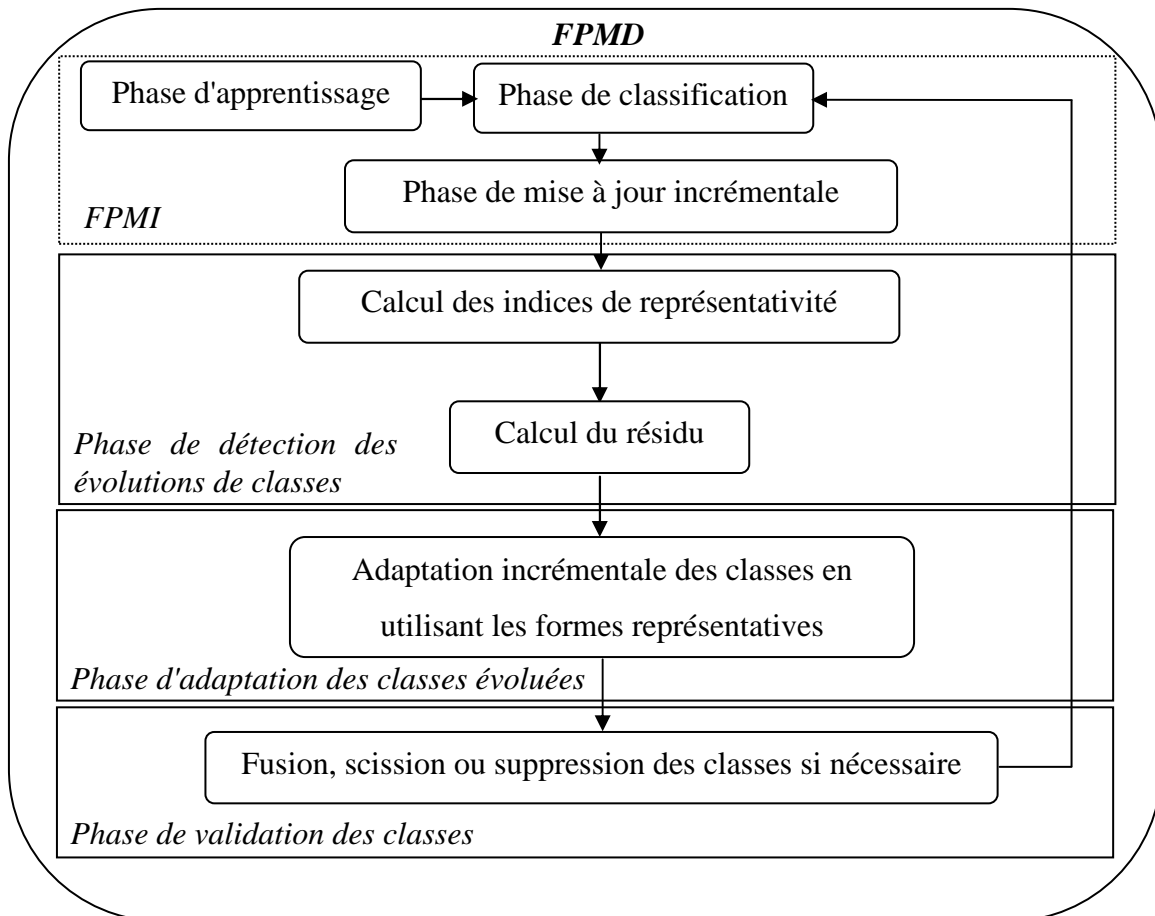 FPMD
Phase d'apprentissage
Phase de classification
Phase de mise à jour incrémentale
FPMI
Calcul des indices de représentativité
Calcul du résidu
Phase de détection des
évolutions de classes
Adaptation incrémentale des classes en
utilisant les formes représentatives
Phase d'adaptation des classes évoluées
Fusion, scission ou suppression des classes si nécessaire
Phase de validation des classes